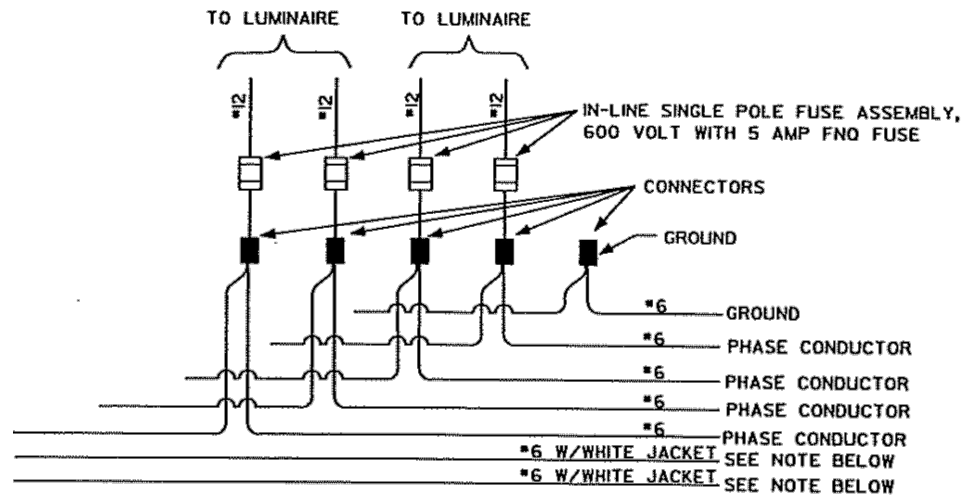 TO LUMINAIRE
TO LUMINAIRE
#12
#12
#12
#12
IN-LINE SINGLE POLE FUSE ASSEMBLY,
600 VOLT WITH 5 AMP FNQ FUSE
CONNECTORS
GROUND
#6 GROUND
#6 PHASE CONDUCTOR
#6 PHASE CONDUCTOR
#6 PHASE CONDUCTOR
#6 PHASE CONDUCTOR
#6 W/WHITE JACKET SEE NOTE BELOW
#6 W/WHITE JACKET SEE NOTE BELOW